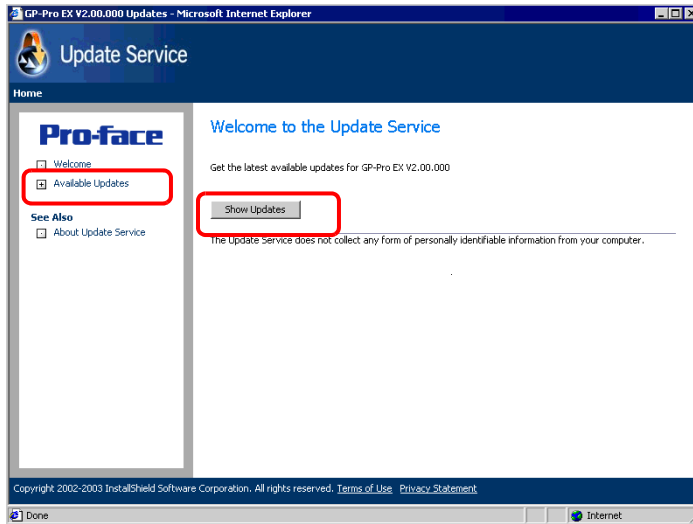 GP-Pro EX V2.00.000 Updates - Microsoft Internet Explorer
Update Service
Home
Pro-face
Welcome
Available Updates
See Also
About Update Service
Welcome to the Update Service
Get the latest available updates for GP-Pro EX V2.00.000
Show Updates
The Update Service does not collect any form of personally identifiable information from your computer.
Copyright 2002-2003 InstallShield Software Corporation. All rights reserved. Terms of Use Privacy Statement
Done Internet